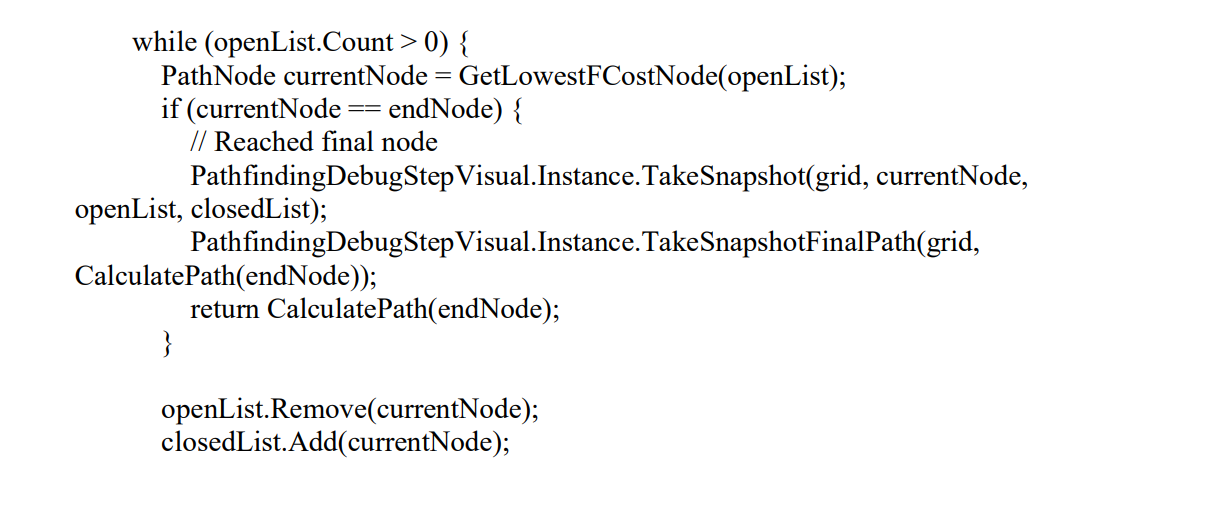 while (openList.Count > 0) {
PathNode currentNode = GetLowestFCostNode(openList);
if (currentNode == endNode) {
// Reached final node
PathfindingDebugStepVisual.Instance.TakeSnapshot(grid, currentNode,
openList, closedList);
PathfindingDebugStepVisual.Instance.TakeSnapshotFinalPath(grid,
CalculatePath(endNode));
return CalculatePath(endNode);
}
openList.Remove(currentNode);
closedList.Add(currentNode);